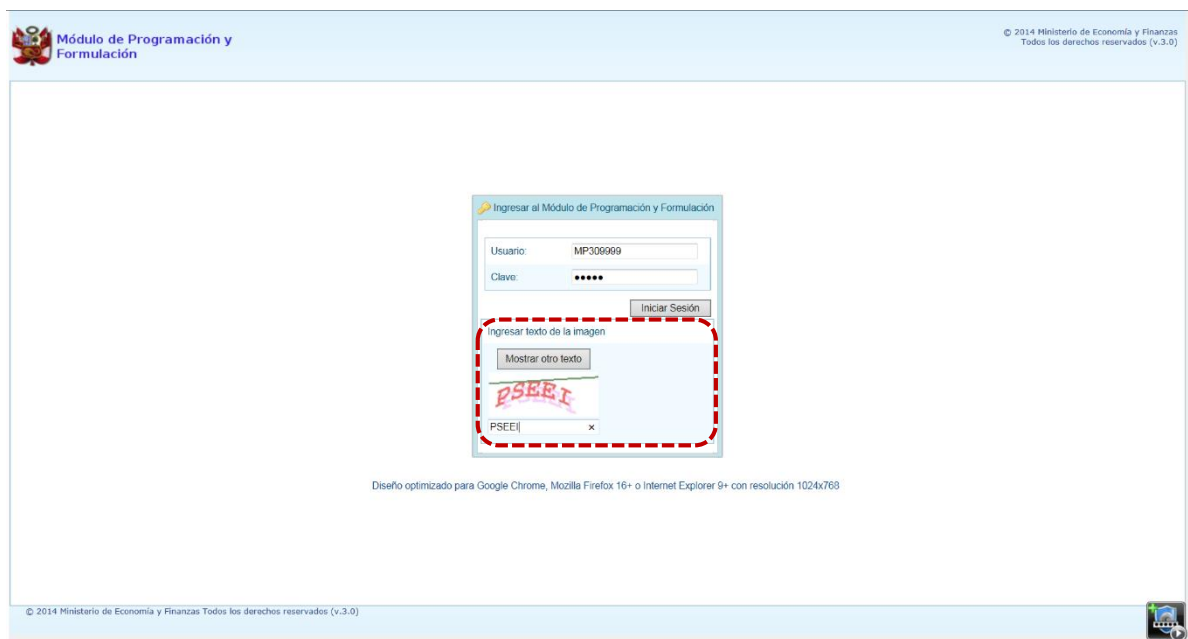 Módulo de Programación y
Formulación
© 2014 Ministerio de Economía y Finanzas
Todos los derechos reservados (v.3.0)
Ingresar al Módulo de Programación y Formulación
Usuario: MP309999
Clave: •••••
Iniciar Sesión
Ingresar texto de la imagen
Mostrar otro texto
PSEEI
PSEEI ×
Diseño optimizado para Google Chrome, Mozilla Firefox 16+ o Internet Explorer 9+ con resolución 1024x768
© 2014 Ministerio de Economía y Finanzas Todos los derechos reservados (v.3.0)